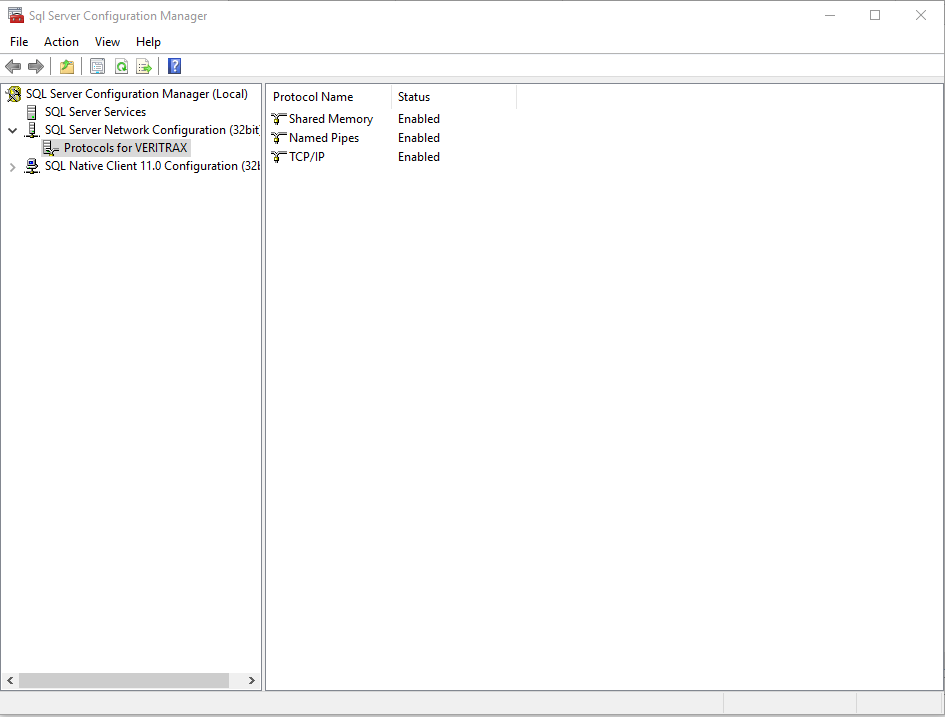 Sql Server Configuration Manager
File Action View Help
?
SQL Server Configuration Manager (Local)
SQL Server Services
SQL Server Network Configuration (32bit
Protocols for VERITRAX
SQL Native Client 11.0 Configuration (32b
Protocol Name Status
Shared Memory Enabled
Named Pipes Enabled
TCP/IP Enabled